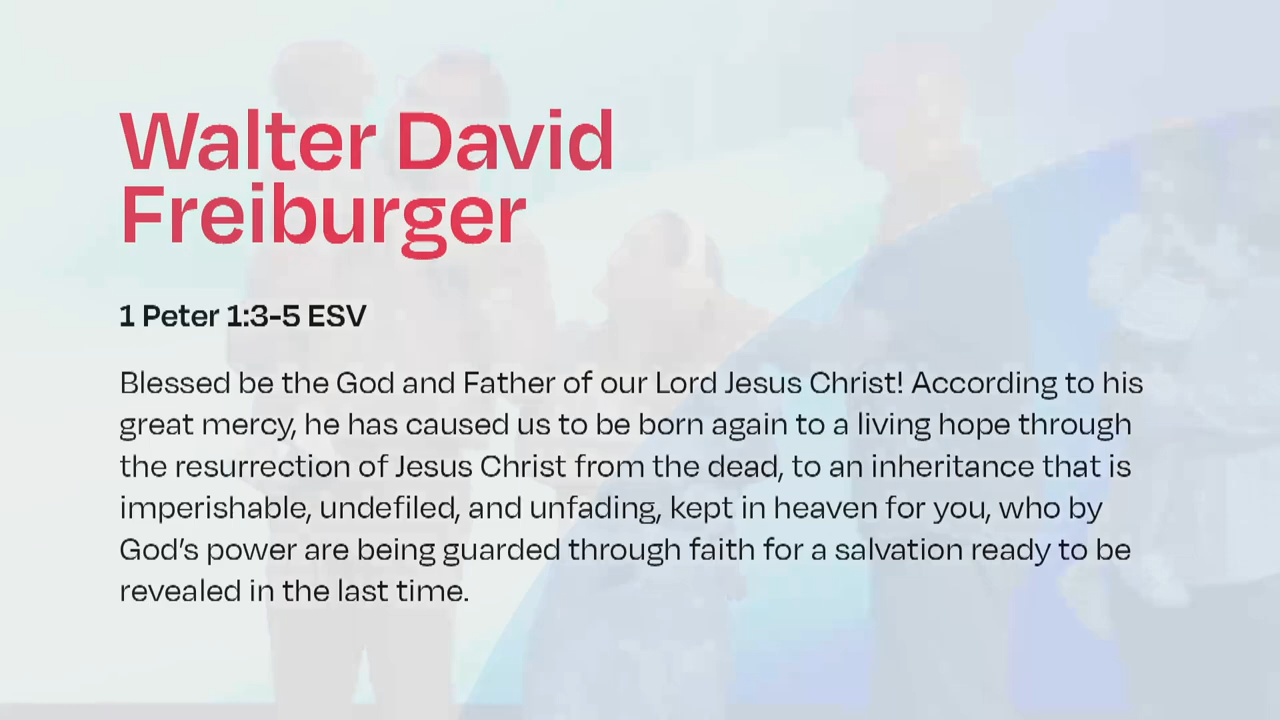 Walter David
Freiburger
1 Peter 1:3-5 ESV
Blessed be the God and Father of our Lord Jesus Christ! According to his
great mercy, he has caused us to be born again to a living hope through
the resurrection of Jesus Christ from the dead, to an inheritance that is
imperishable, undefiled, and unfading, kept in heaven for you, who by
God’s power are being guarded through faith for a salvation ready to be
revealed in the last time.